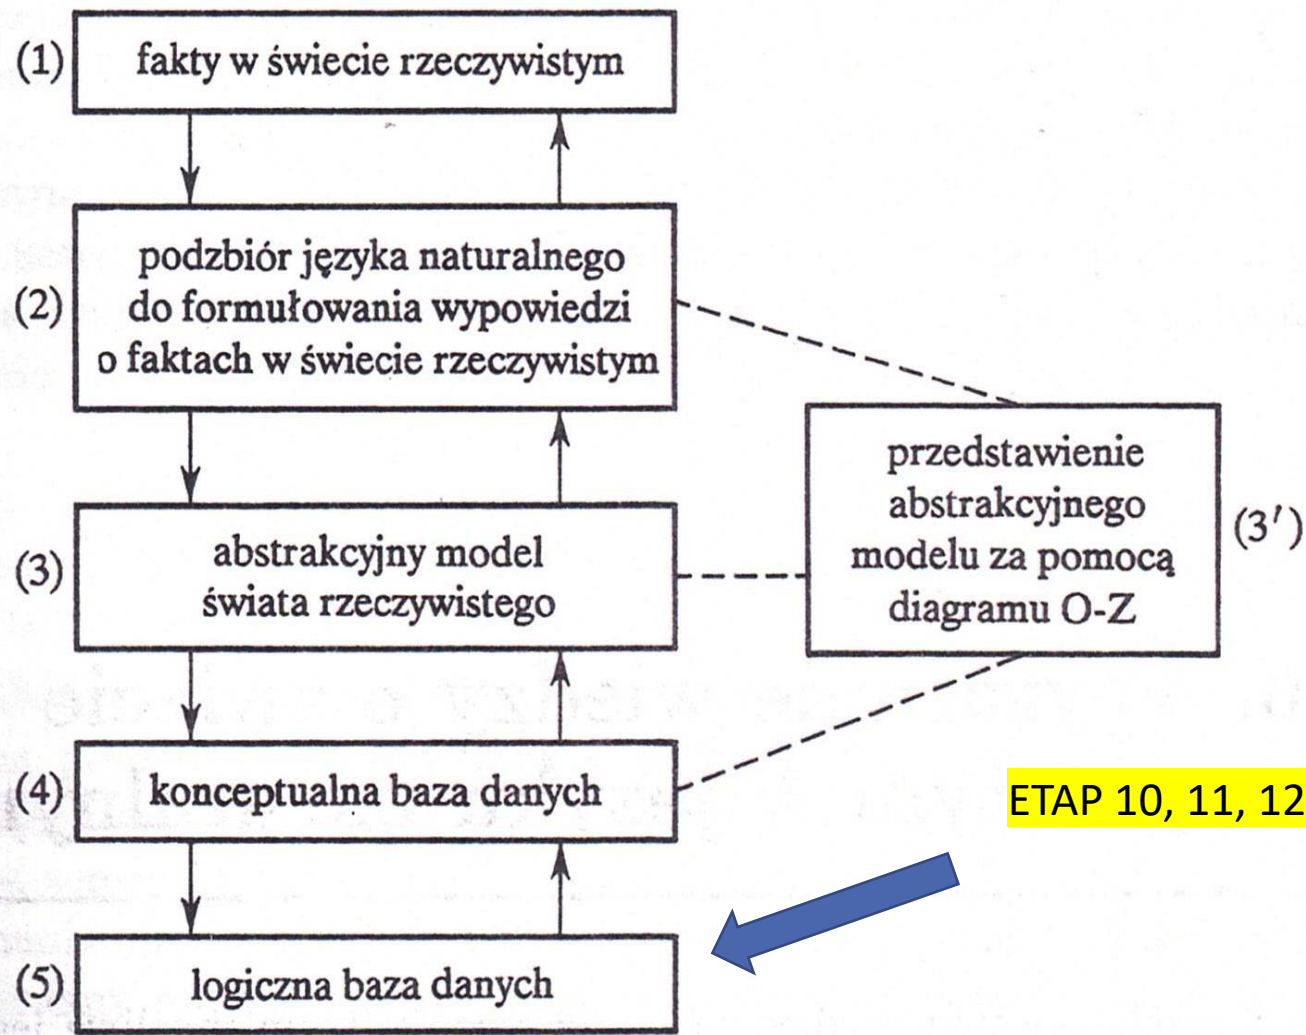 (1) fakty w świecie rzeczywistym
podzbiór języka naturalnego
(2) do formułowania wypowiedzi
o faktach w świecie rzeczywistym
przedstawienie
abstrakcyjnego
modelu za pomocą
diagramu O-Z
(3′)
(3) abstrakcyjny model
świata rzeczywistego
(4) konceptualna baza danych
ETAP 10, 11, 12
(5) logiczna baza danych